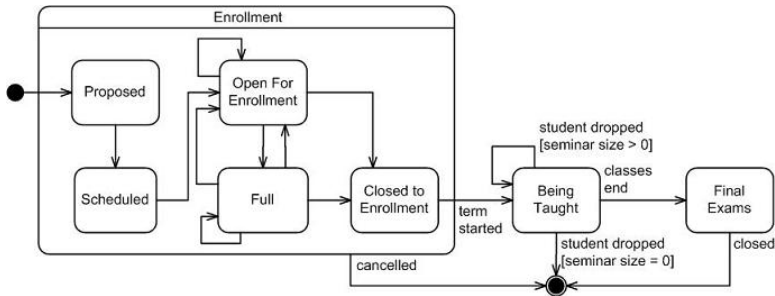 Enrollment
Proposed
Open For
Enrollment
Scheduled
Full
Closed to
Enrollment
term
started
student dropped
[seminar size > 0]
Being
Taught
classes
end
Final
Exams
student dropped
[seminar size = 0]
closed
cancelled